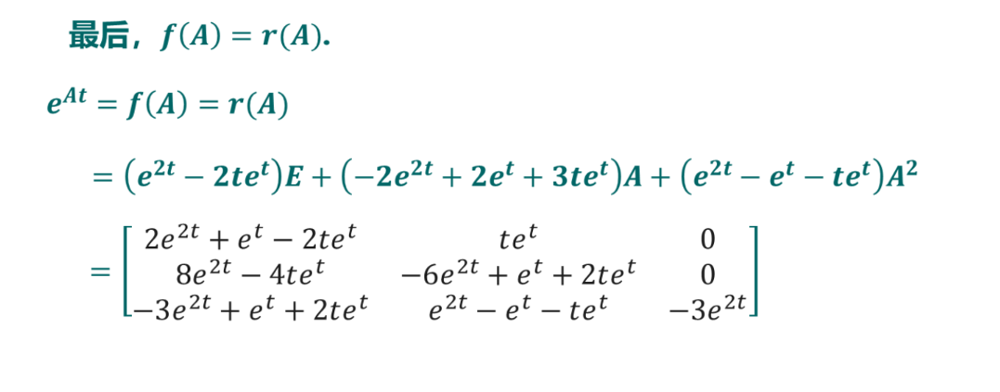 最后，f(A) = r(A).
e^{At} = f(A) = r(A)
= (e^{2t} − 2te^t)E + (−2e^{2t} + 2e^t + 3te^t)A + (e^{2t} − e^t − te^t)A^2
= [ 2e^{2t} + e^t − 2te^t   te^t   0
8e^{2t} − 4te^t   −6e^{2t} + e^t + 2te^t   0
−3e^{2t} + e^t + 2te^t   e^{2t} − e^t − te^t   −3e^{2t} ]